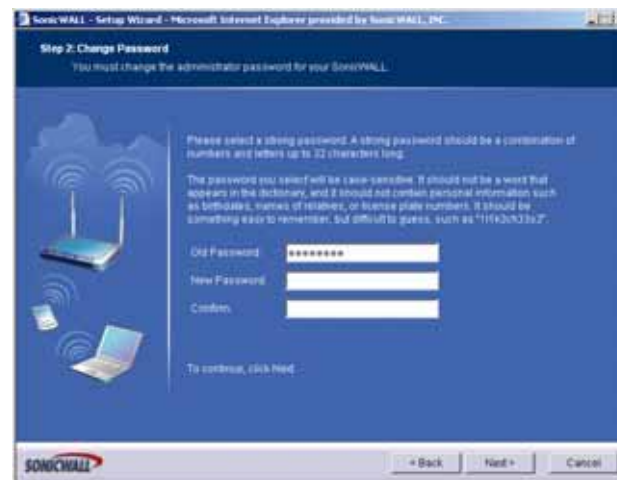 SonicWALL - Setup Wizard - Microsoft Internet Explorer provided by SonicWALL, INC.
Step 2: Change Password
You must change the administrator password for your SonicWALL.
Please select a strong password. A strong password should be a combination of
numbers and letters up to 32 characters long.
The password you select will be case-sensitive. It should not be a word that
appears in the dictionary, and it should not contain personal information such
as birthdates, names of relatives, or license plate numbers. It should be
something easy to remember, but difficult to guess, such as
Old Password:
********
New Password:
Confirm:
To continue, click Next.
SONICWALL
< Back
Next >
Cancel